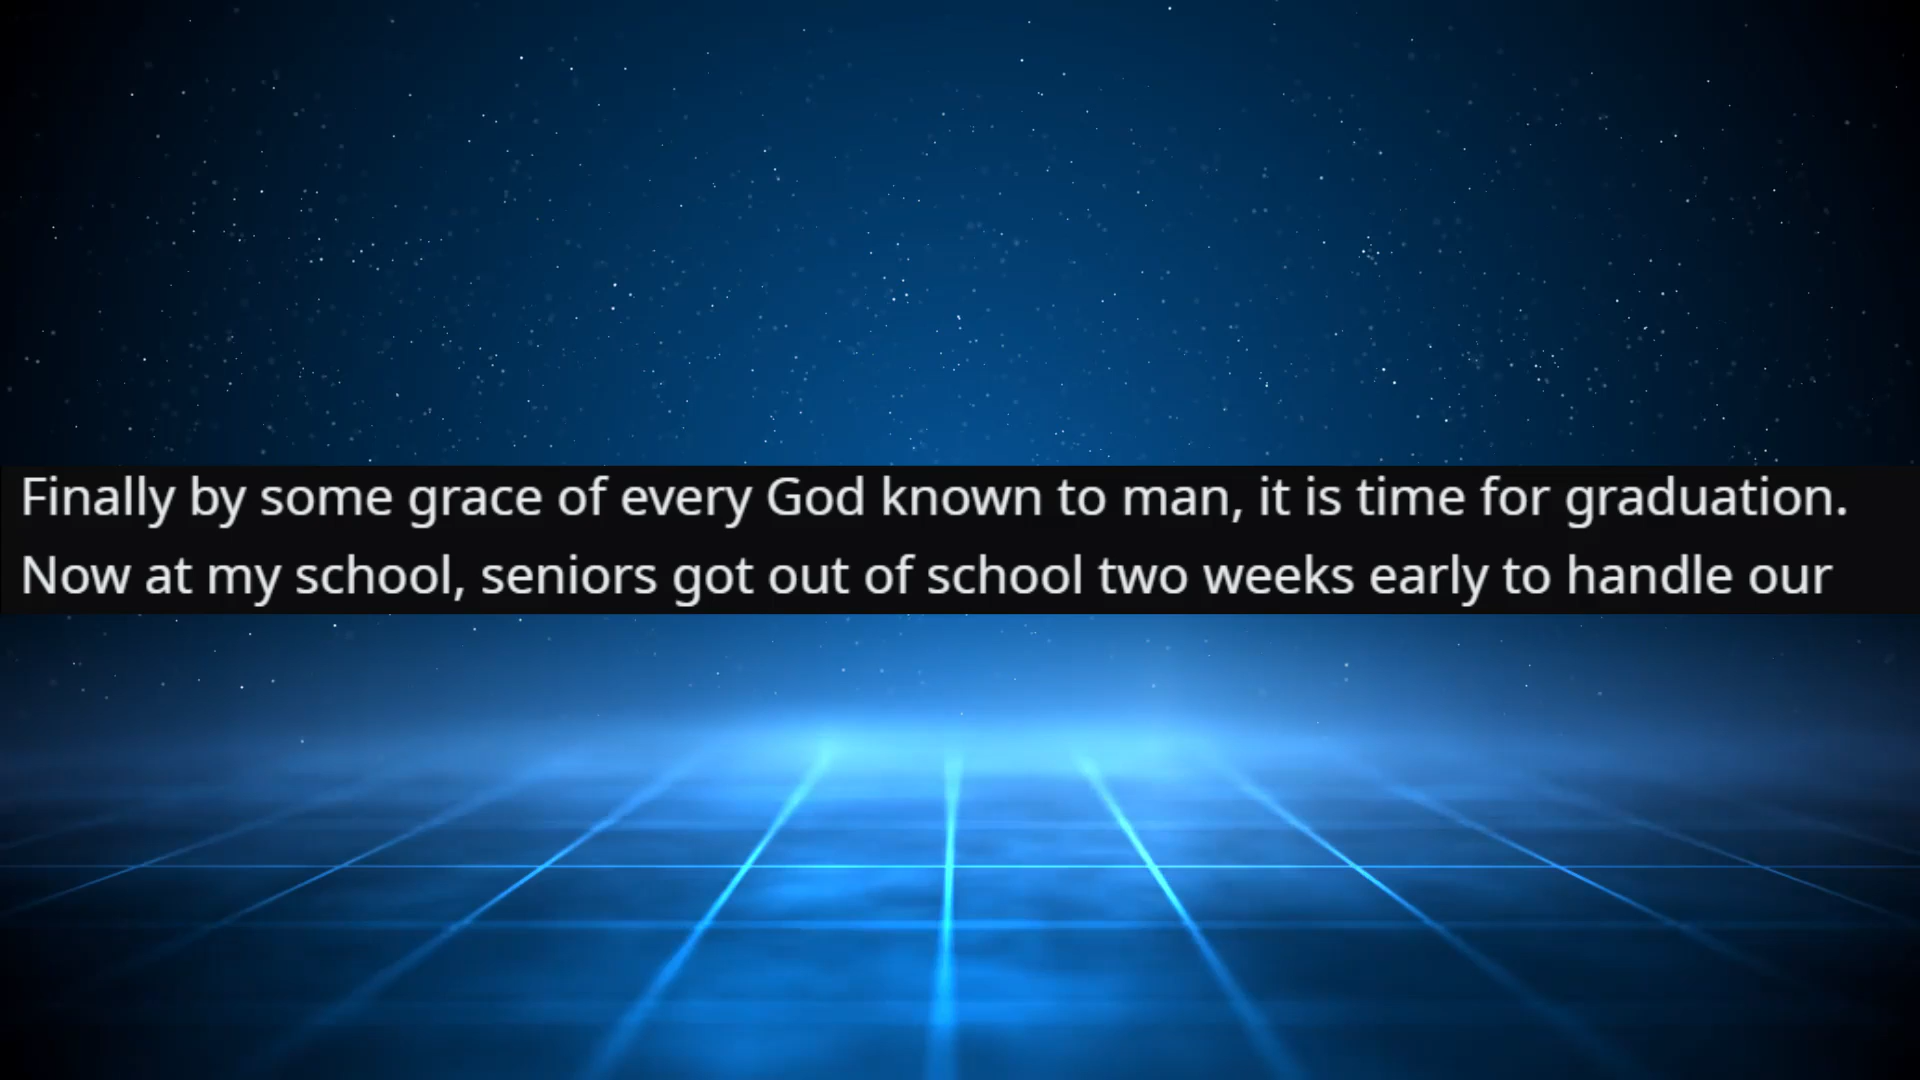 Finally by some grace of every God known to man, it is time for graduation.
Now at my school, seniors got out of school two weeks early to handle our